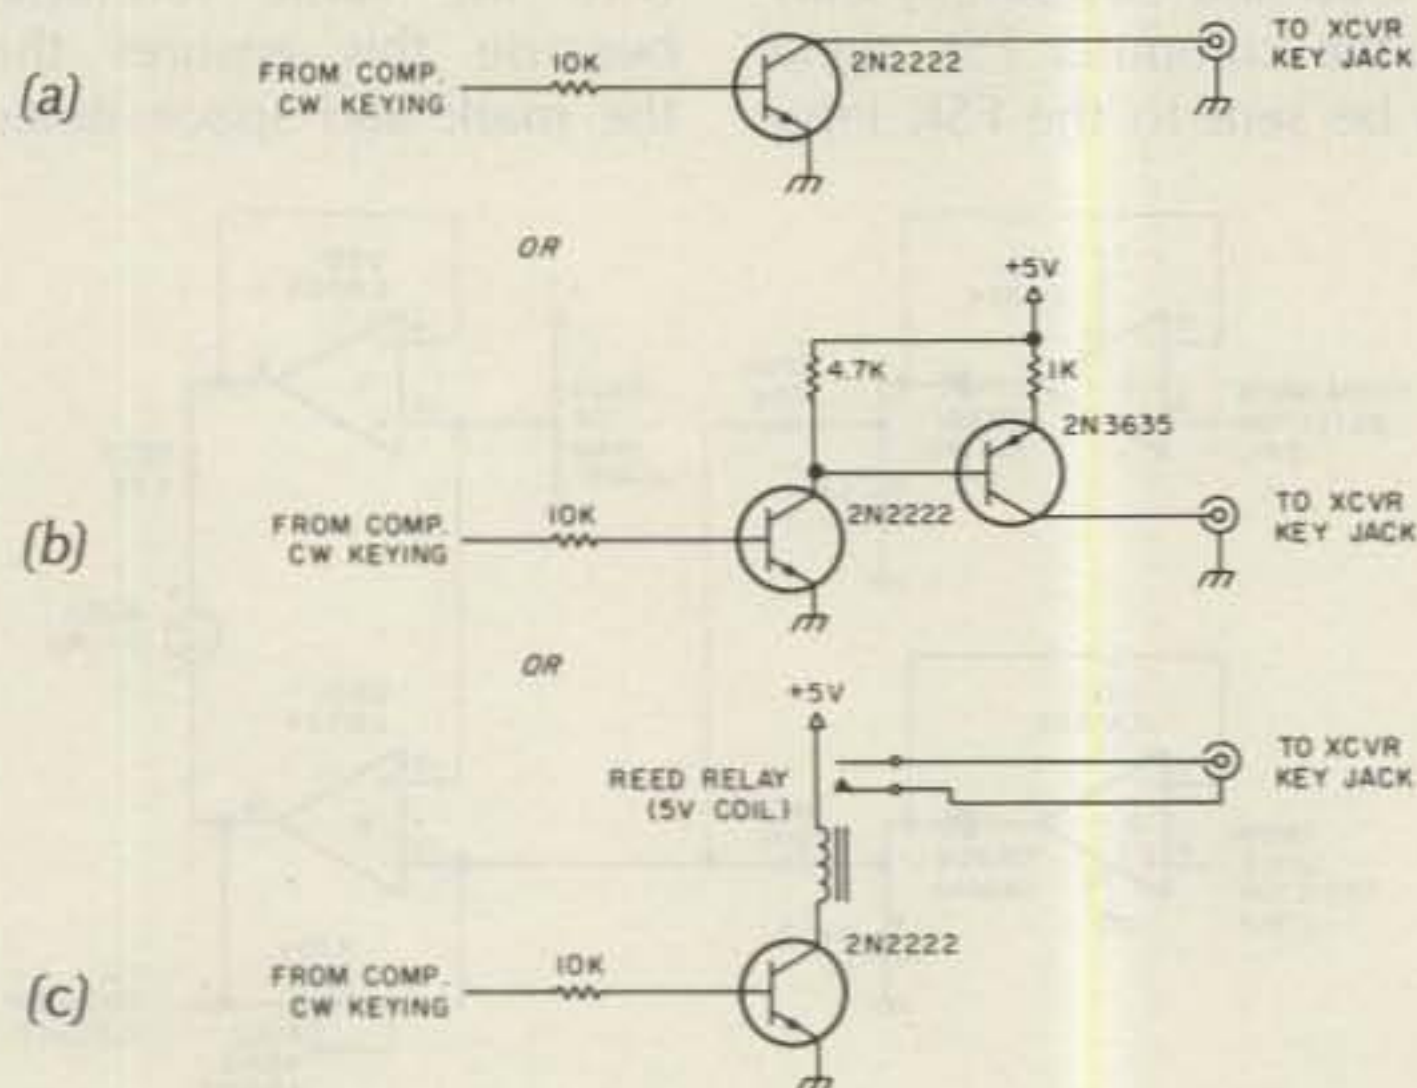 (a)
FROM COMP.
CW KEYING
10K
2N2222
TO XCVR
KEY JACK
OR
+5V
4.7K
1K
2N3635
(b)
FROM COMP.
CW KEYING
10K
2N2222
TO XCVR
KEY JACK
OR
+5V
REED RELAY
(5V COIL)
TO XCVR
KEY JACK
(c)
FROM COMP.
CW KEYING
10K
2N2222